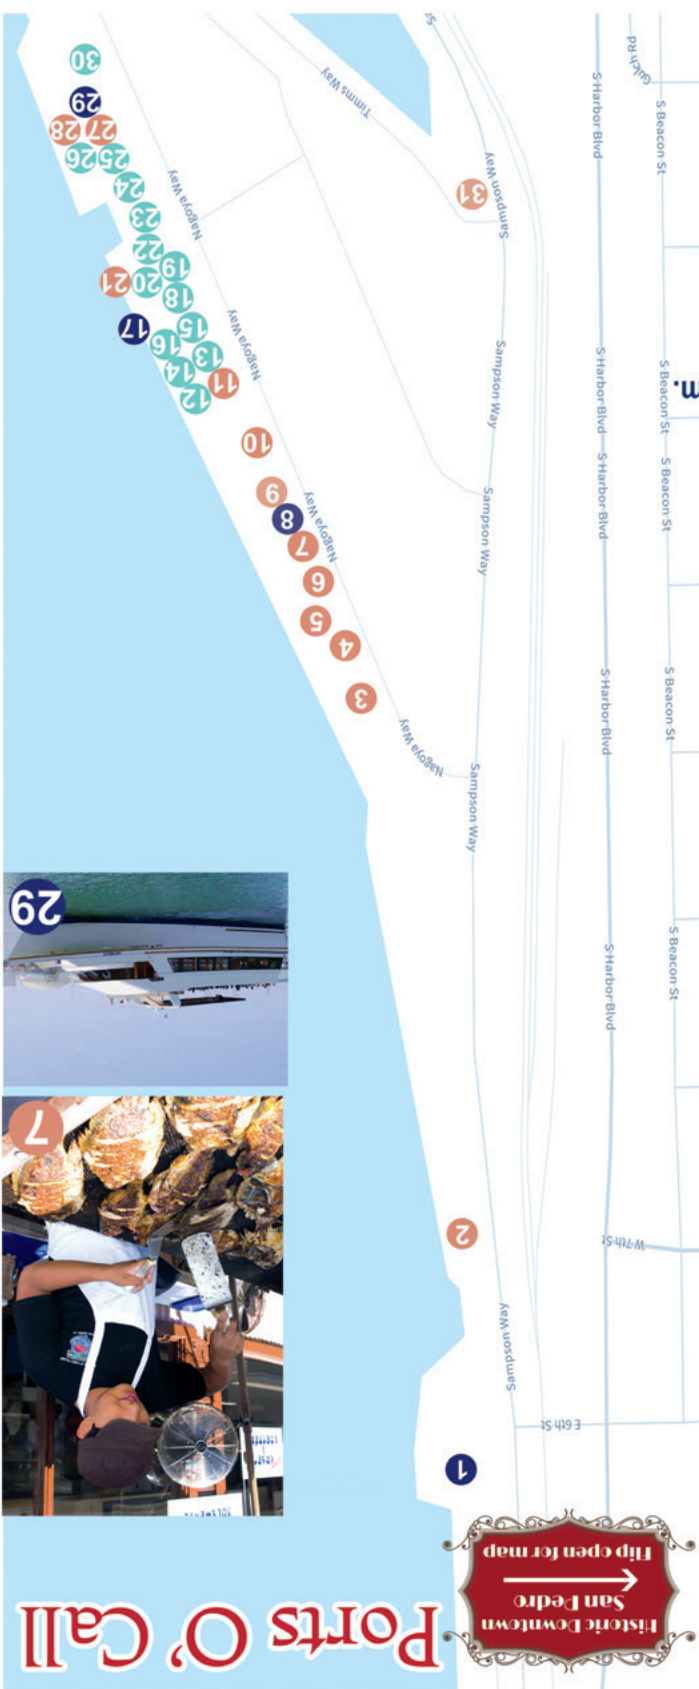 Historic Downtown
San Pedro
Flip open for map
Ports O' Call
1
E 6th St
Sampson Way
7
2
W 7th St
29
S Beacon St
S Harbor Blvd
Sampson Way
Nagoya Way
3
S Beacon St
S Harbor Blvd
4
5
6
7
8
9
Nagoya Way
Sampson Way
S Harbor Blvd
S Beacon St
10
11
12
13
14
15
16
17
m.
S Beacon St
S Harbor Blvd
Sampson Way
Nagoya Way
18
19
20
21
22
23
24
25
26
27
28
29
30
Nagoya Way
Sampson Way
31
Timms Way
S Harbor Blvd
S Beacon St
Gulch Rd